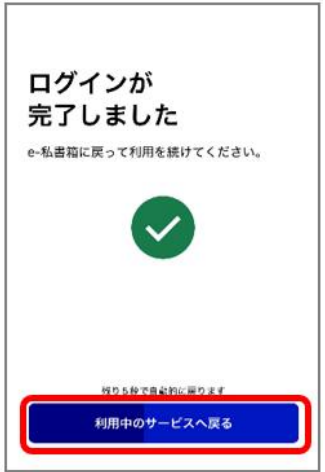 ログインが
完了しました
e-私書箱に戻って利用を続けてください。
残り5秒で自動的に戻ります
利用中のサービスへ戻る